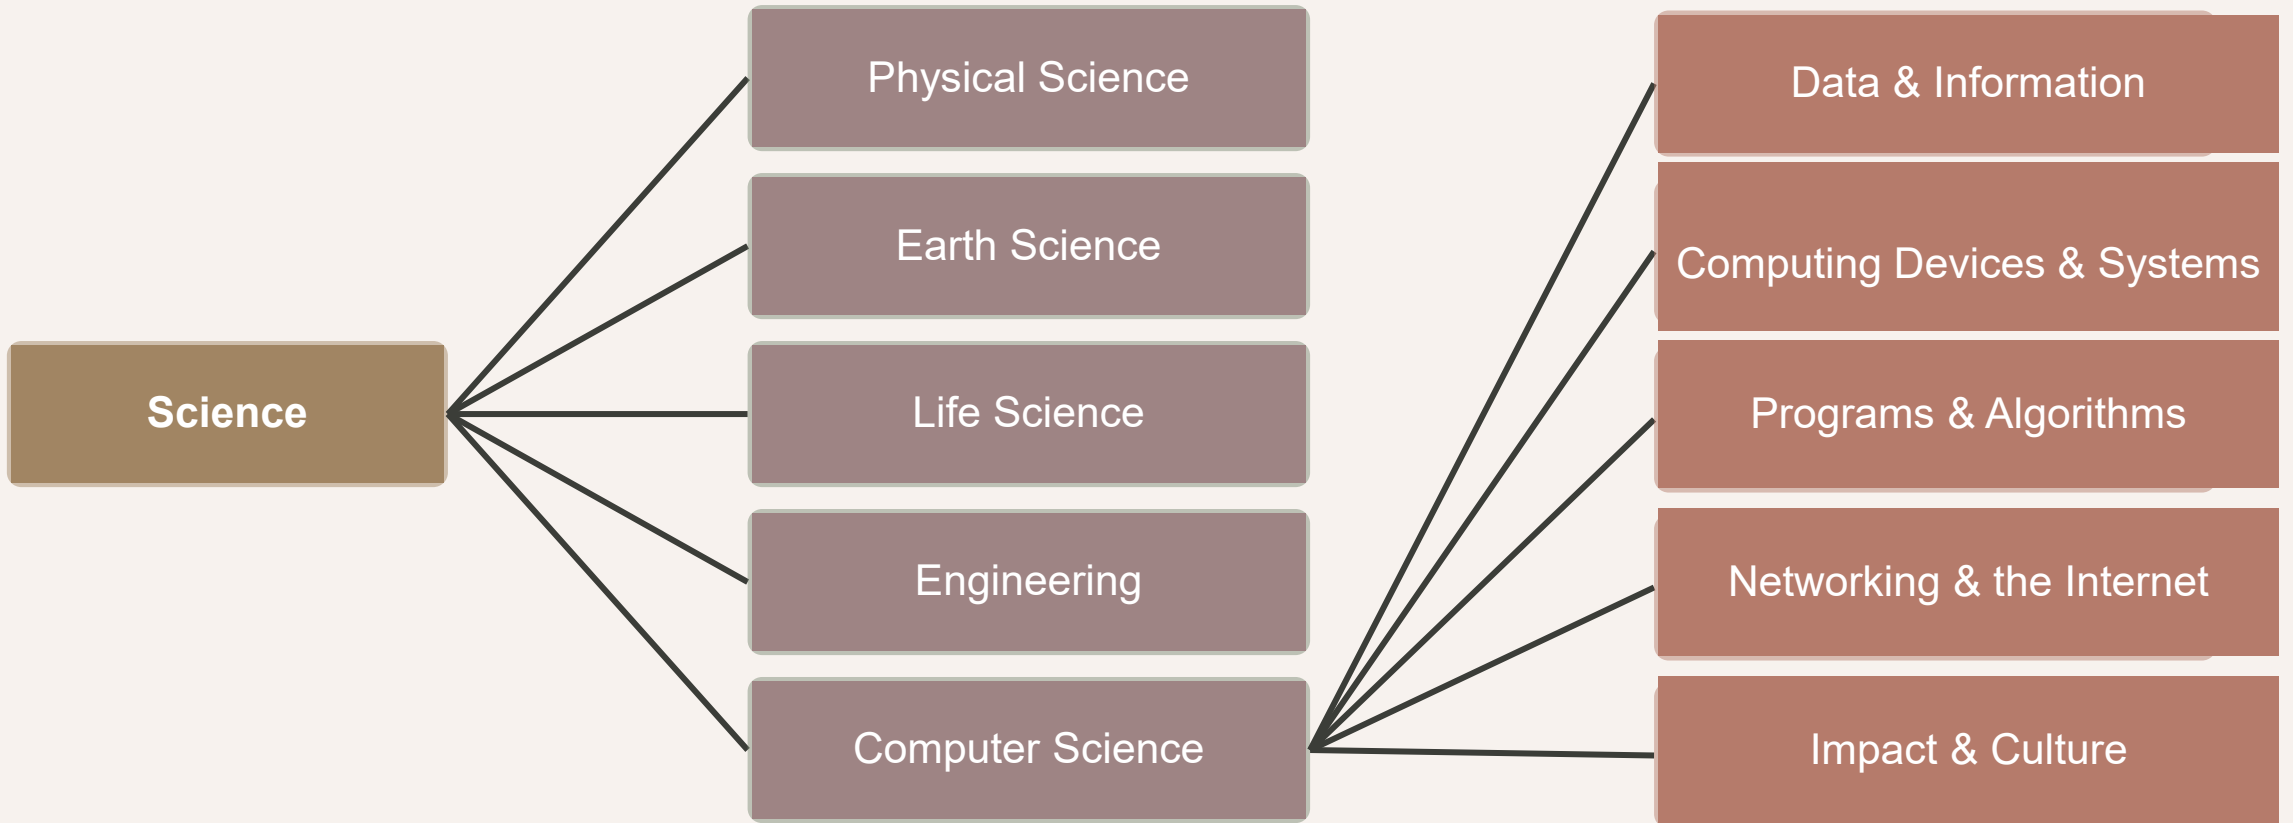 Science
Physical Science
Earth Science
Life Science
Engineering
Computer Science
Data & Information
Computing Devices & Systems
Programs & Algorithms
Networking & the Internet
Impact & Culture